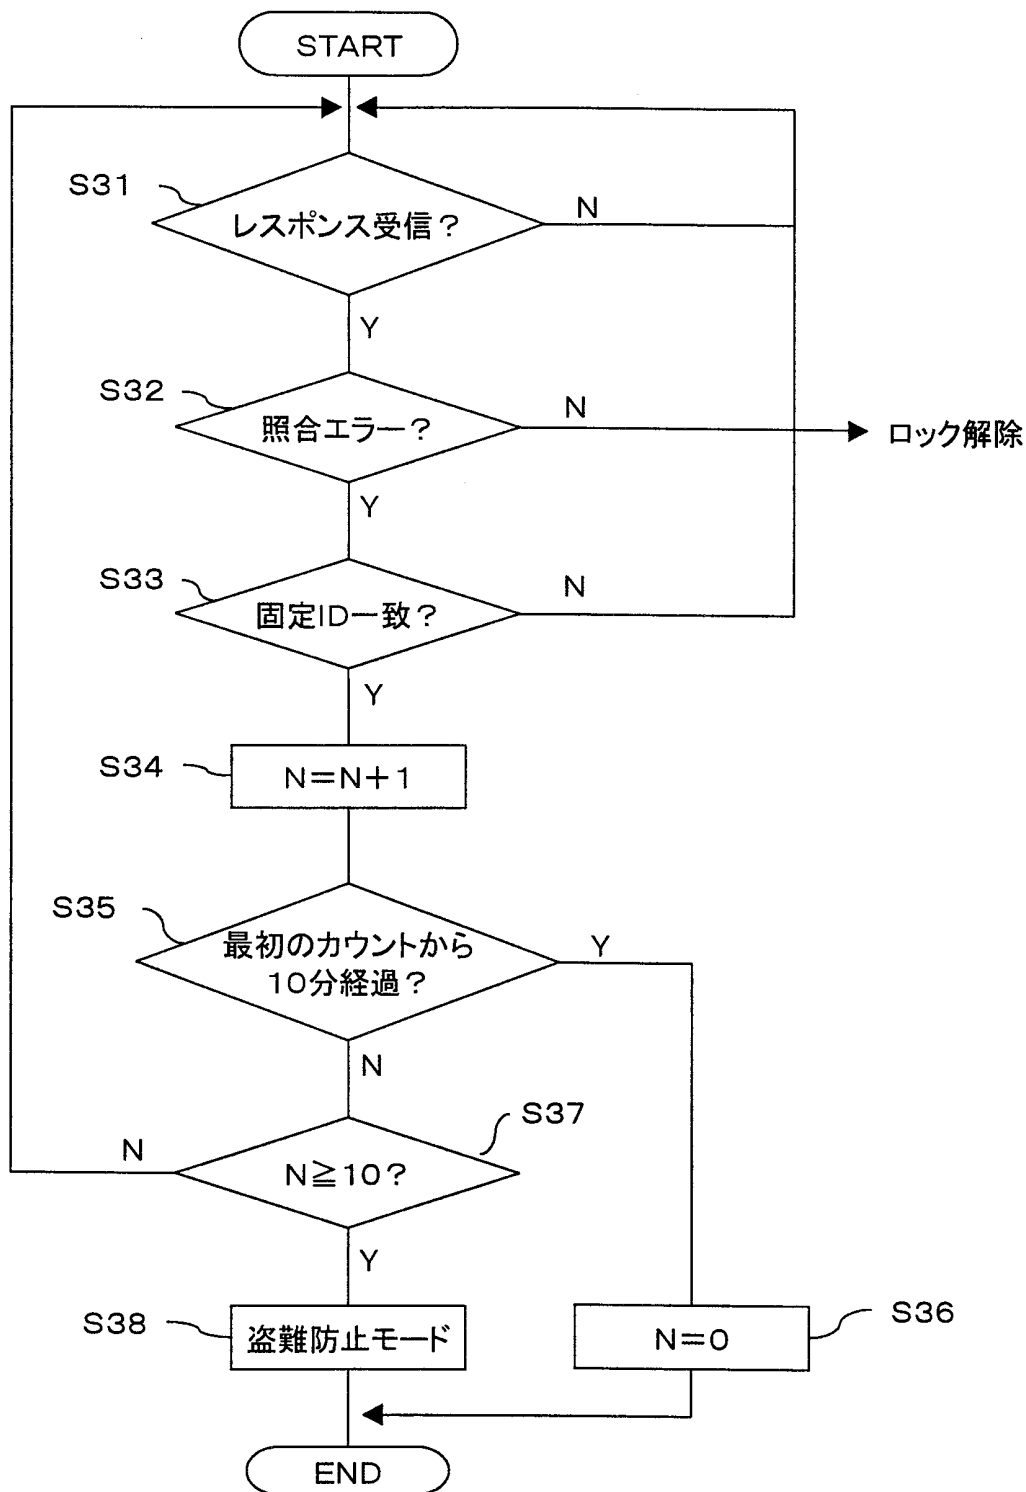 START
S31
レスポンス受信？
N
Y
S32
照合エラー？
N
ロック解除
Y
S33
固定ID一致？
N
Y
S34
N＝N＋1
S35
最初のカウントから
10分経過？
Y
N
S37
N
N≧10？
Y
S38
盗難防止モード
N＝0
S36
END